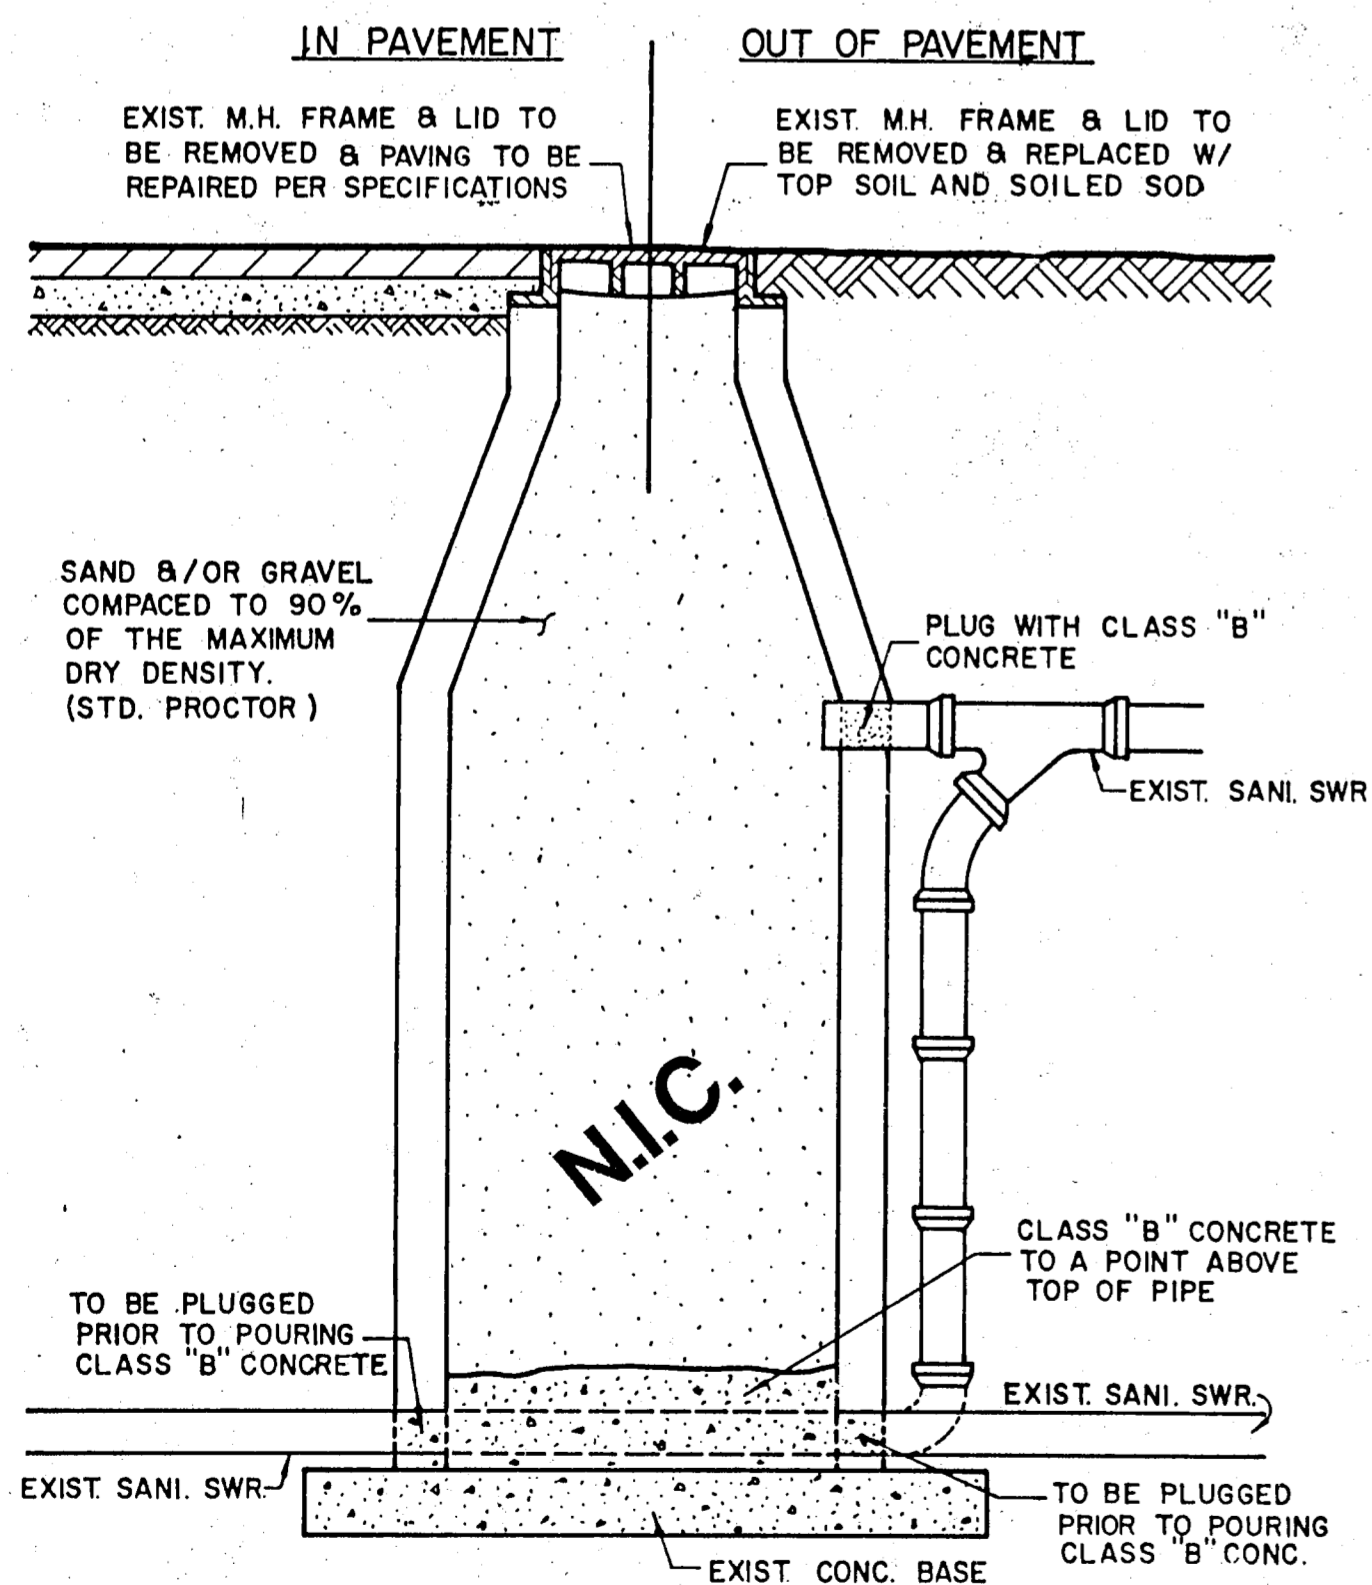 IN PAVEMENT
OUT OF PAVEMENT
EXIST. M.H. FRAME & LID TO
BE REMOVED & PAVING TO BE
REPAIRED PER SPECIFICATIONS
EXIST. M.H. FRAME & LID TO
BE REMOVED & REPLACED W/
TOP SOIL AND SOILED SOD
SAND &/OR GRAVEL
COMPACED TO 90%
OF THE MAXIMUM
DRY DENSITY.
(STD. PROCTOR)
PLUG WITH CLASS "B"
CONCRETE
EXIST. SANI. SWR
N.I.C.
CLASS "B" CONCRETE
TO A POINT ABOVE
TOP OF PIPE
TO BE PLUGGED
PRIOR TO POURING
CLASS "B" CONCRETE
EXIST. SANI. SWR.
EXIST. SANI. SWR.
TO BE PLUGGED
PRIOR TO POURING
CLASS "B" CONC.
EXIST. CONC. BASE